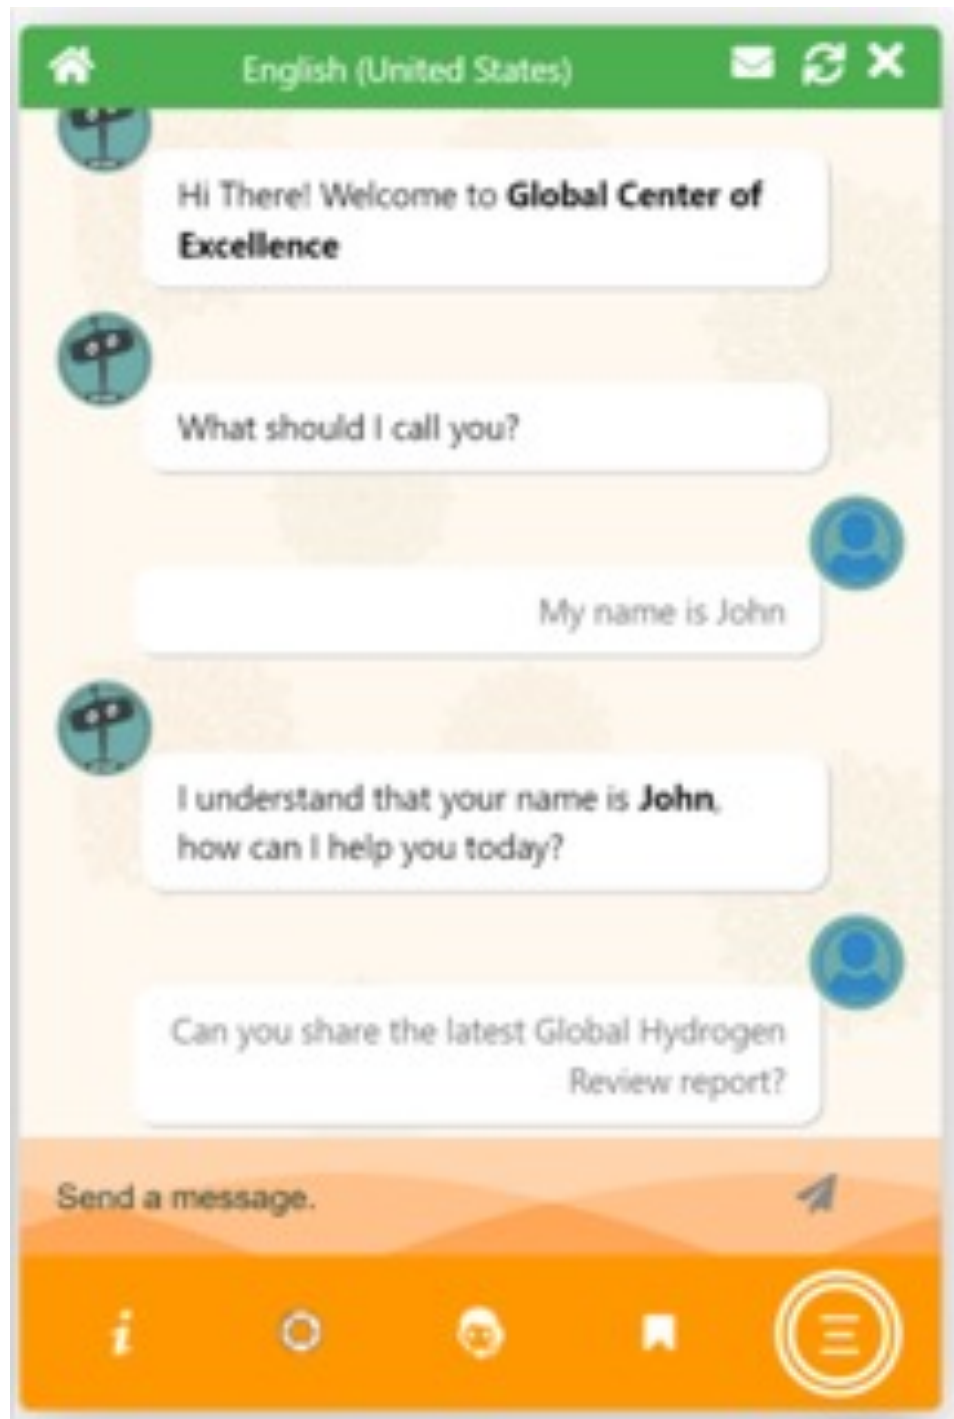 English (United States)
Hi There! Welcome to Global Center of
Excellence
What should I call you?
My name is John
I understand that your name is John,
how can I help you today?
Can you share the latest Global Hydrogen
Review report?
Send a message.